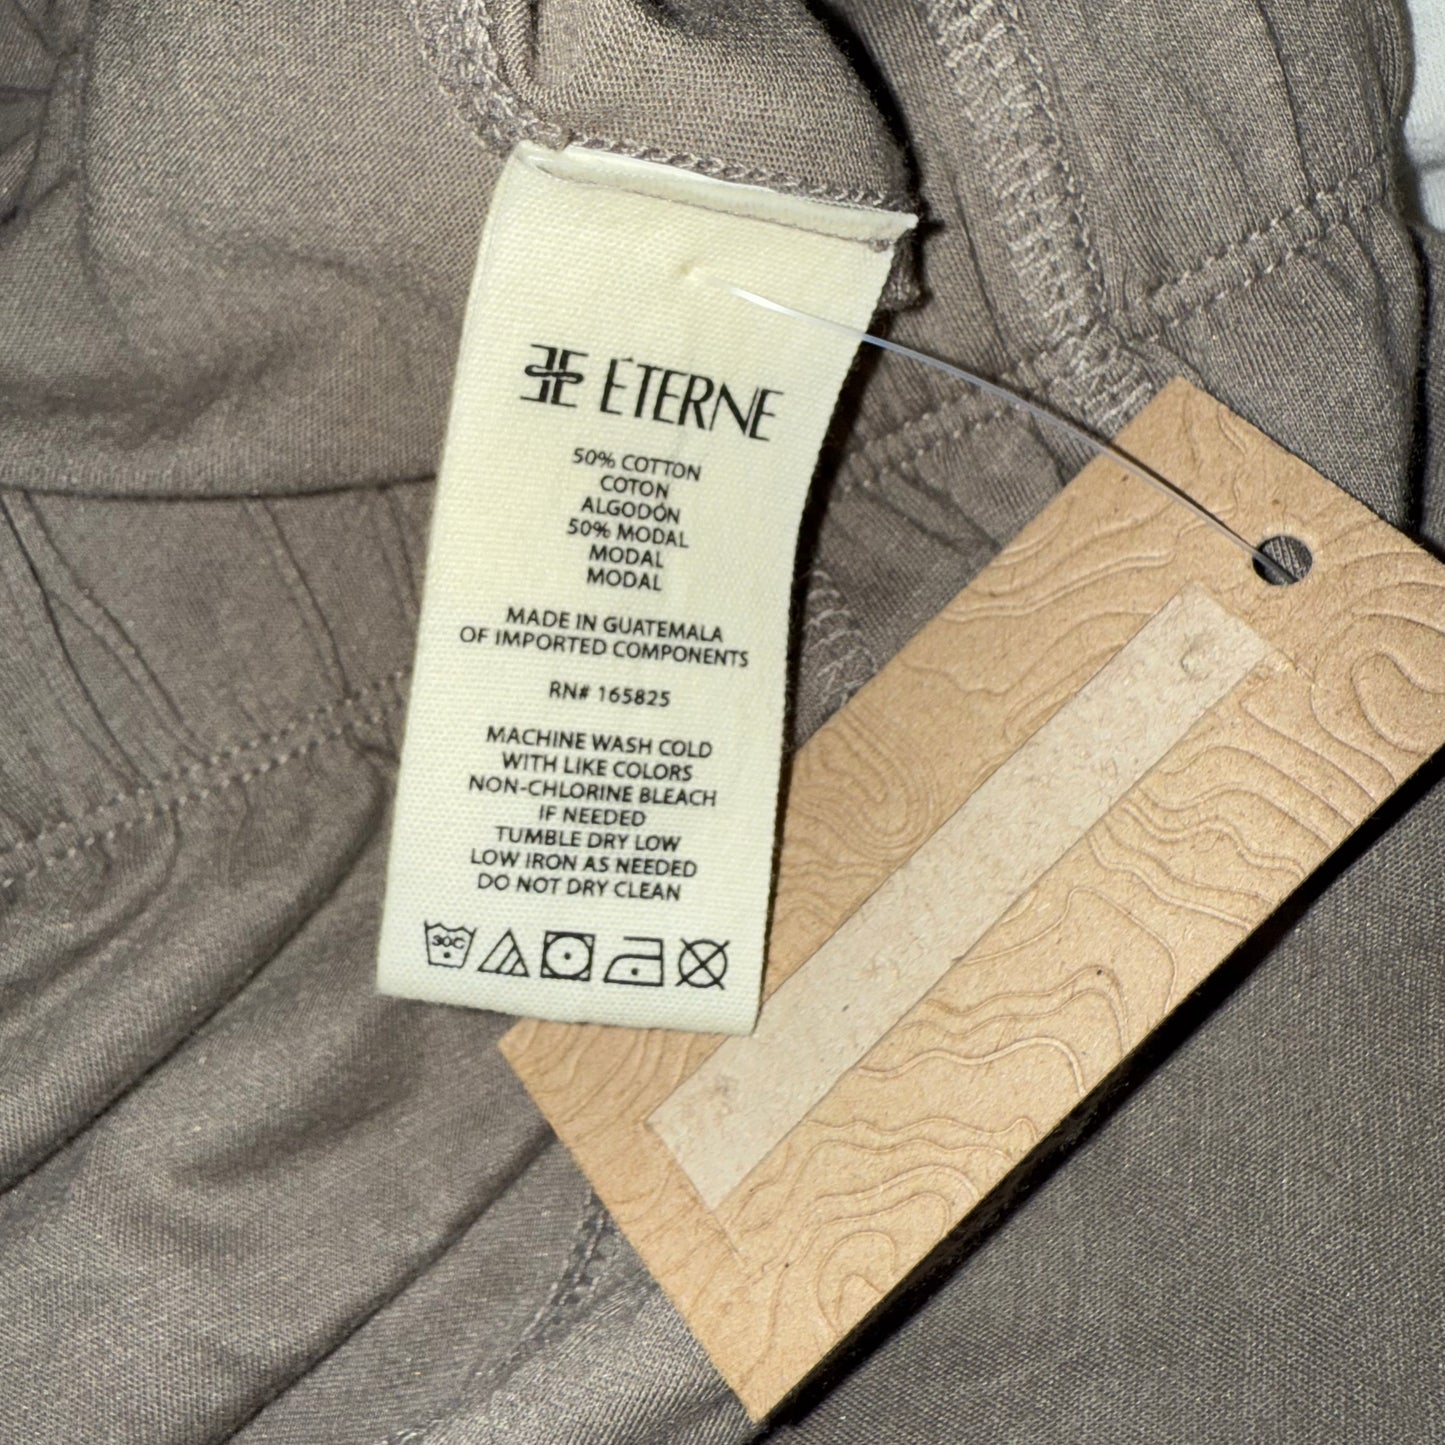 ÉTERNE
50% COTTON
COTON
ALGODÓN
50% MODAL
MODAL
MODAL
MADE IN GUATEMALA
OF IMPORTED COMPONENTS
RN# 165825
MACHINE WASH COLD
WITH LIKE COLORS
NON-CHLORINE BLEACH
IF NEEDED
TUMBLE DRY LOW
LOW IRON AS NEEDED
DO NOT DRY CLEAN
30C